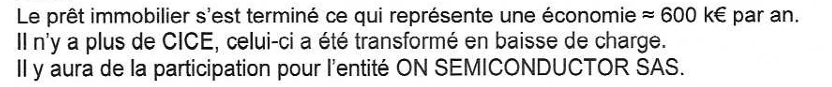 Le prêt immobilier s'est terminé ce qui représente une économie ≈ 600 k€ par an.
Il n'y a plus de CICE, celui-ci a été transformé en baisse de charge.
Il y aura de la participation pour l'entité ON SEMICONDUCTOR SAS.